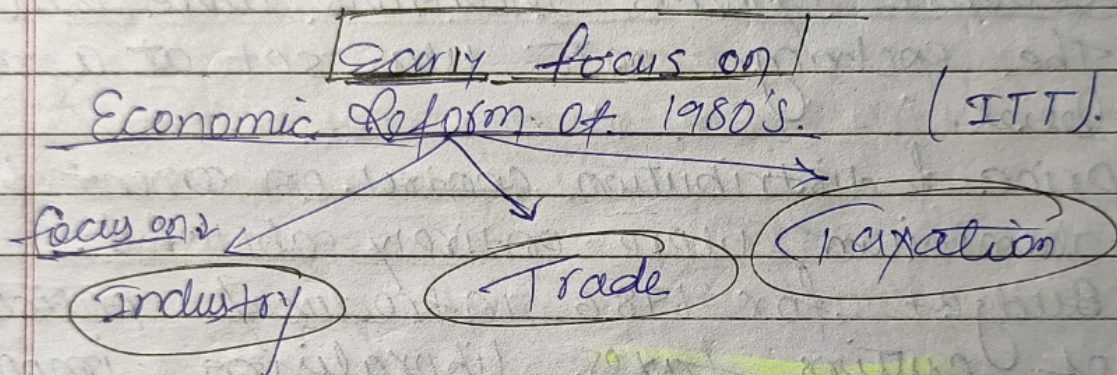 Early focus on
Economic Reform of 1980's. (ITT).
focus on
Industry Trade Taxation